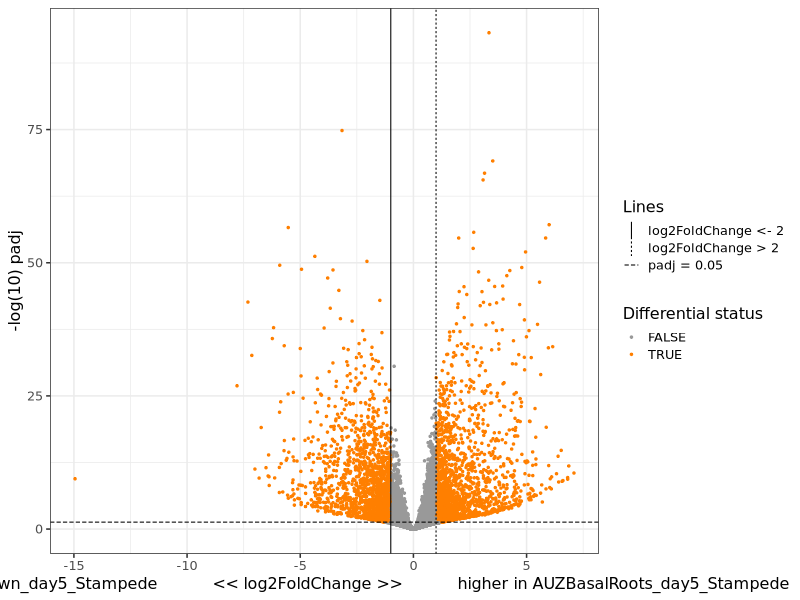 75
50
25
0
-log(10) padj
-15
-10
-5
0
5
wn_day5_Stampede << log2FoldChange >> higher in AUZBasalRoots_day5_Stampede
Lines
log2FoldChange <- 2
log2FoldChange > 2
padj = 0.05
Differential status
FALSE
TRUE